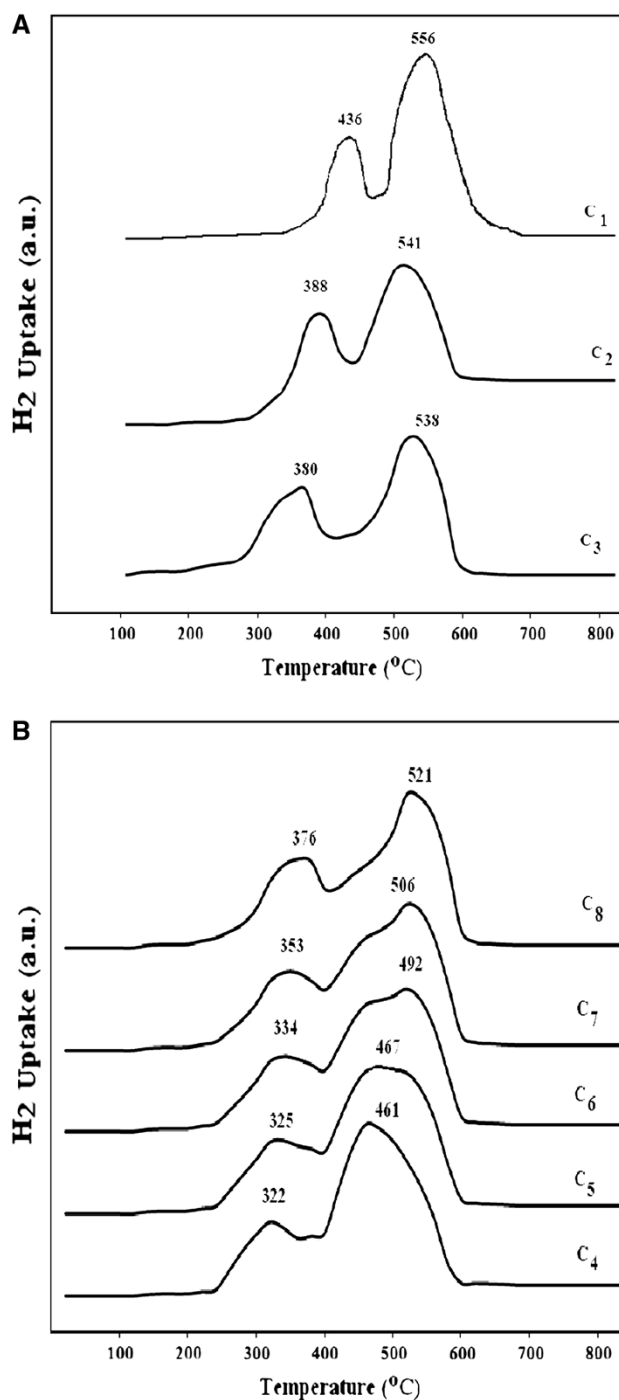 A
556
436
C1
541
388
C2
538
380
C3
H2 Uptake (a.u.)
100 200 300 400 500 600 700 800
Temperature (°C)
B
521
376
C8
506
353
C7
492
334
C6
467
325
C5
461
322
C4
H2 Uptake (a.u.)
100 200 300 400 500 600 700 800
Temperature (°C)